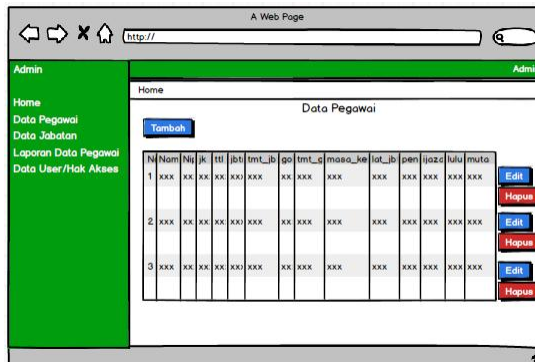 A Web Page
http://
Admin
Admin
Home
Home
Data Pegawai
Data Jabatan
Laporan Data Pegawai
Data User/Hak Akses
Data Pegawai
Tambah
N Nam Nip jk ttl jbt tmt_jb go tmt_g masa_ke lat_jb pen ijaza lulu muta
1 xxx xx xx xx xx xxx xx xxx xxx xxx xxx xxx xxx xxx Edit
Hapus
2 xxx xx xx xx xx xxx xx xxx xxx xxx xxx xxx xxx xxx Edit
Hapus
3 xxx xx xx xx xx xxx xx xxx xxx xxx xxx xxx xxx xxx Edit
Hapus